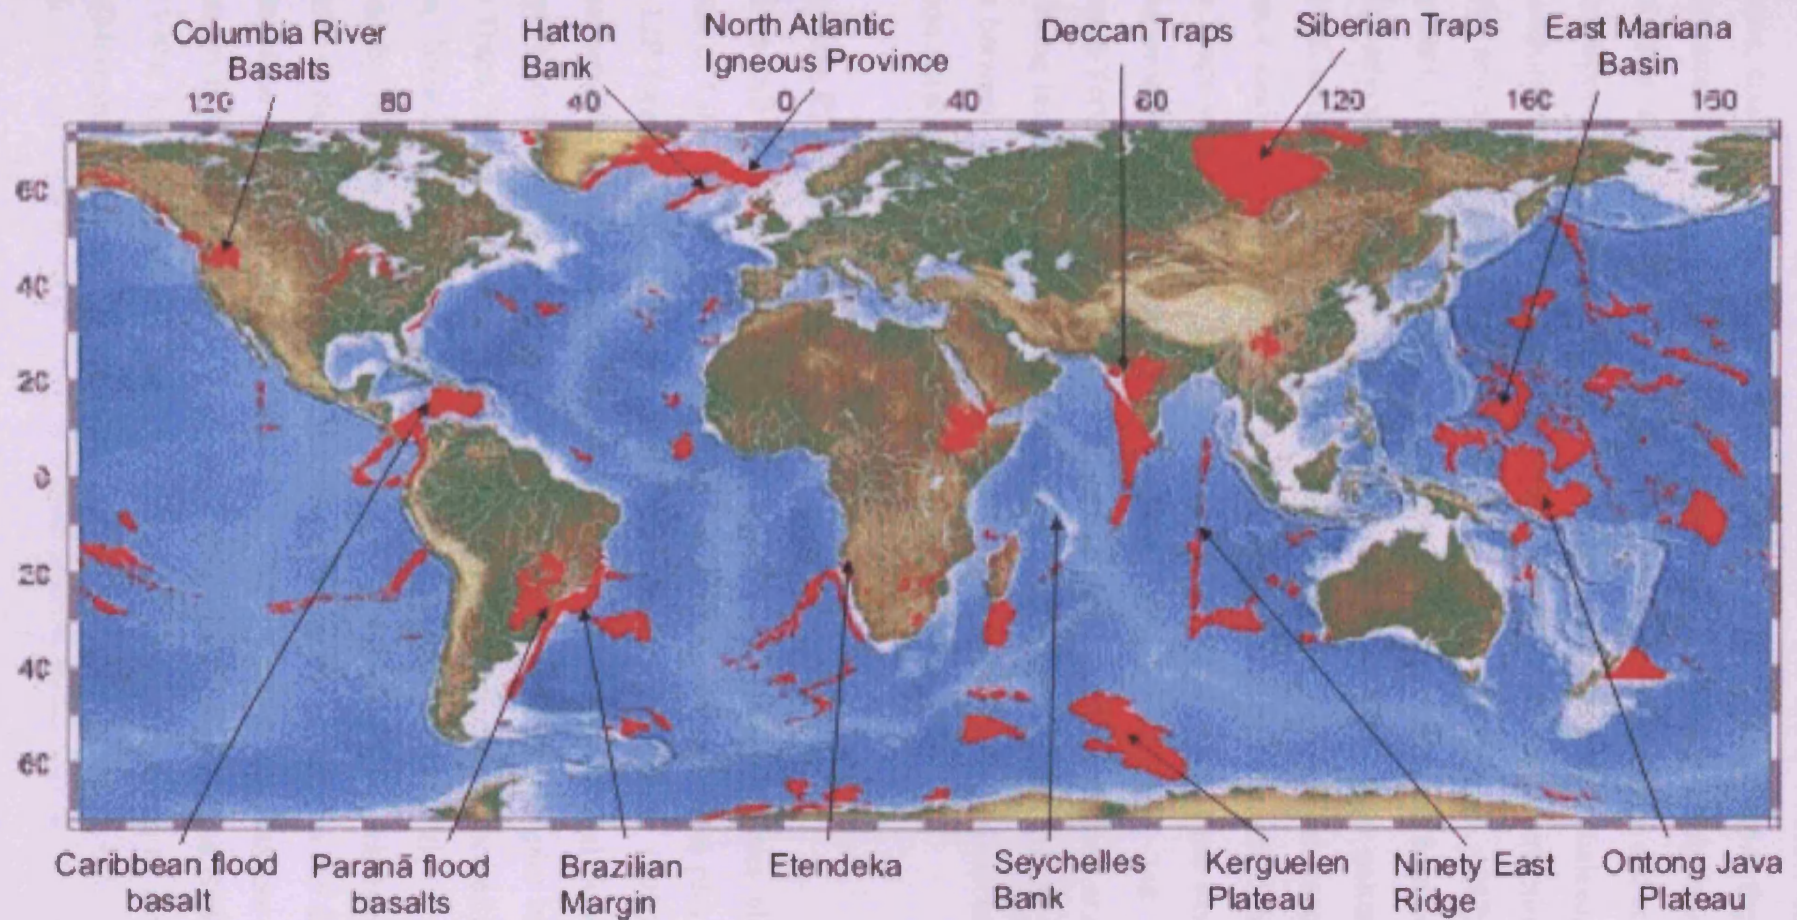 Columbia River
Basalts
Hatton
Bank
North Atlantic
Igneous Province
Deccan Traps
Siberian Traps
East Mariana
Basin
120 80 40 0 40 80 120 160 160
60
40
20
0
20
40
60
Caribbean flood
basalt
Paranã flood
basalts
Brazilian
Margin
Etendeka
Seychelles
Bank
Kerguelen
Plateau
Ninety East
Ridge
Ontong Java
Plateau